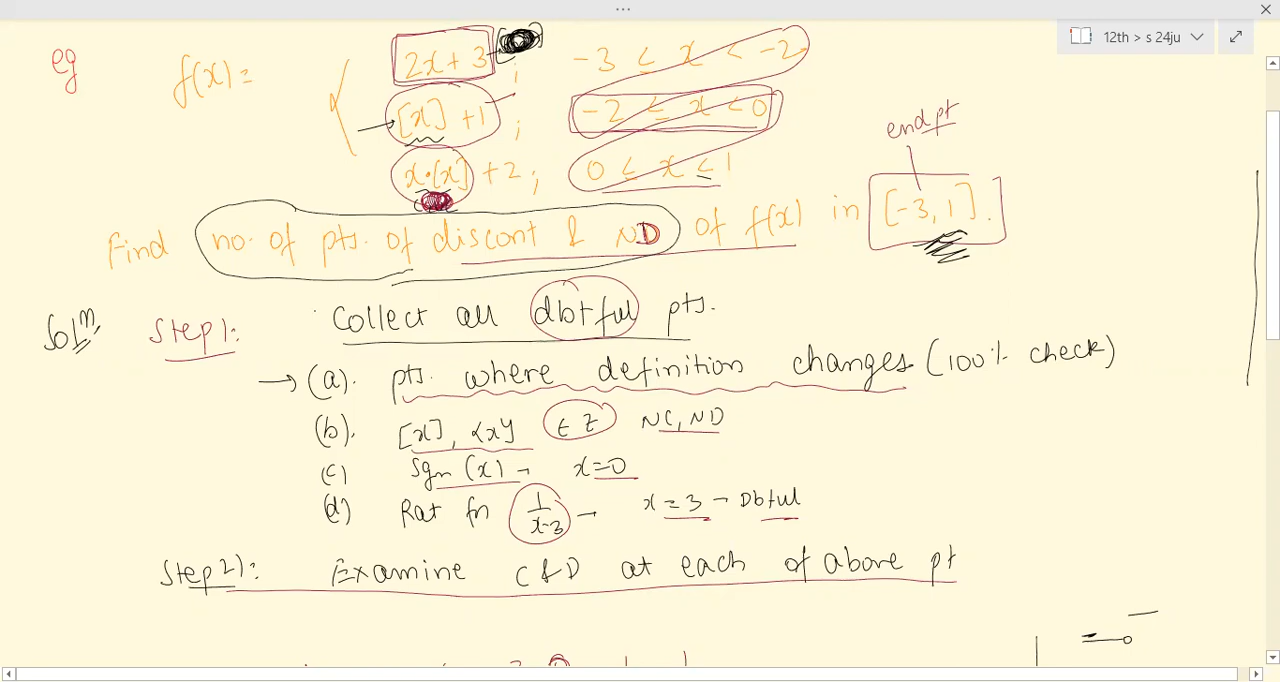 12th > s 24ju
eg f(x) = 2x + 3 ; -3 ≤ x < -2
[x] + 1 ; -2 ≤ x < 0
x·[x] + 2 ; 0 ≤ x ≤ 1
end pt
Find no. of pts. of discont & ND of f(x) in [-3, 1].
Solⁿ. Step 1: Collect all dbtful pts.
→ (a). pts. where definition changes (100% check)
(b). [x], {x} ∈ Z NC, ND
(c) Sgn (x) → x=0
(d) Rat fn 1/(x-3) → x = 3 → Dbtful
Step 2): Examine C & D at each of above pt